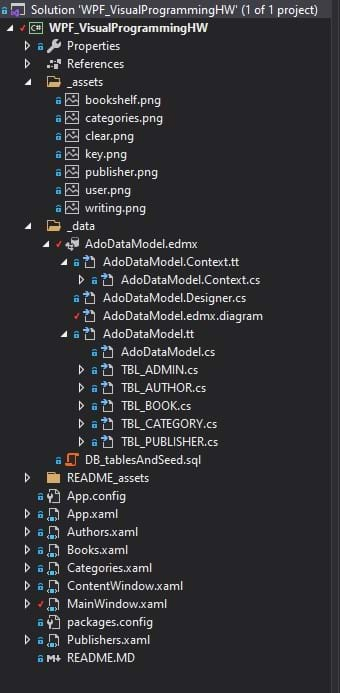 Solution 'WPF_VisualProgrammingHW' (1 of 1 project)
WPF_VisualProgrammingHW
Properties
References
_assets
bookshelf.png
categories.png
clear.png
key.png
publisher.png
user.png
writing.png
_data
AdoDataModel.edmx
AdoDataModel.Context.tt
AdoDataModel.Context.cs
AdoDataModel.Designer.cs
AdoDataModel.edmx.diagram
AdoDataModel.tt
AdoDataModel.cs
TBL_ADMIN.cs
TBL_AUTHOR.cs
TBL_BOOK.cs
TBL_CATEGORY.cs
TBL_PUBLISHER.cs
DB_tablesAndSeed.sql
README_assets
App.config
App.xaml
Authors.xaml
Books.xaml
Categories.xaml
ContentWindow.xaml
MainWindow.xaml
packages.config
Publishers.xaml
README.MD